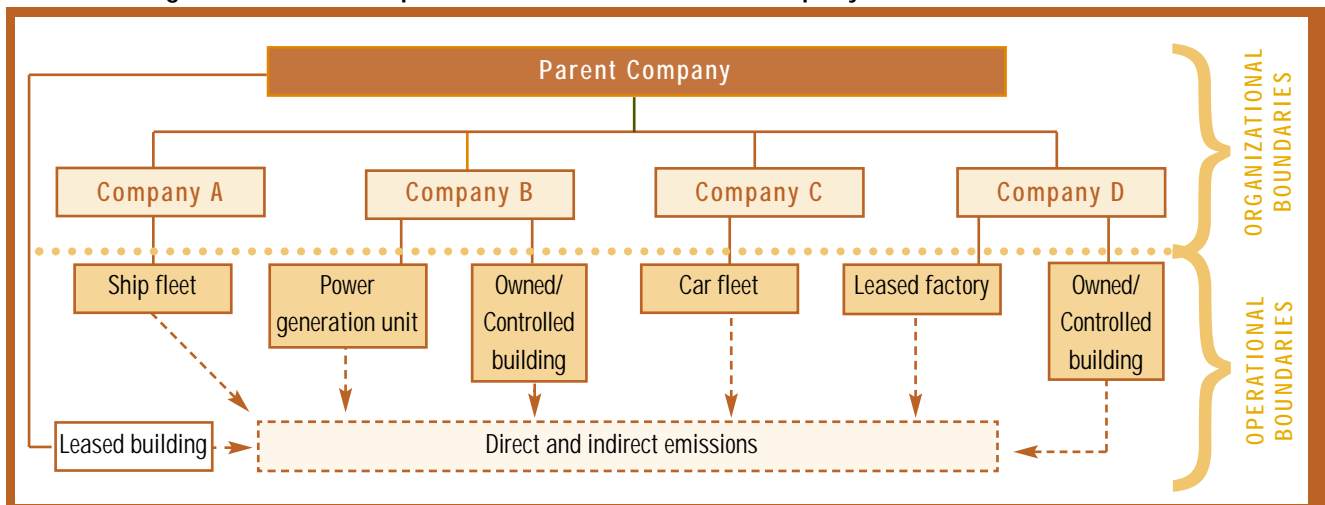 Parent Company
Company A
Company B
Company C
Company D
ORGANIZATIONAL
BOUNDARIES
Ship fleet
Power
generation unit
Owned/
Controlled
building
Car fleet
Leased factory
Owned/
Controlled
building
Leased building
Direct and indirect emissions
OPERATIONAL
BOUNDARIES